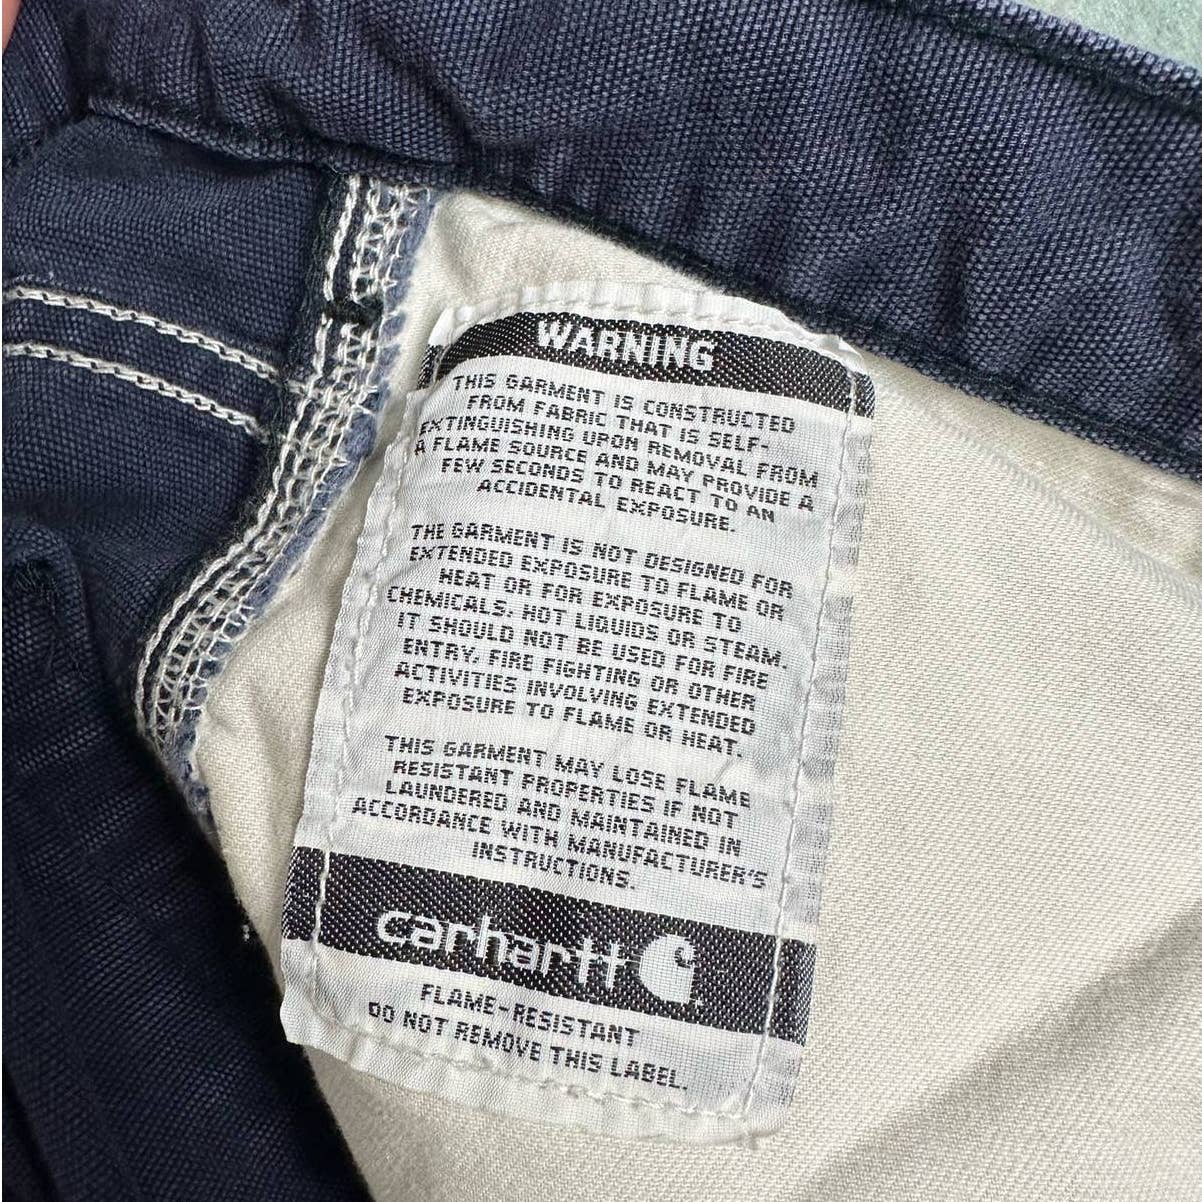 WARNING
THIS GARMENT IS CONSTRUCTED
FROM FABRIC THAT IS SELF-
EXTINGUISHING UPON REMOVAL FROM
A FLAME SOURCE AND MAY PROVIDE A
FEW SECONDS TO REACT TO AN
ACCIDENTAL EXPOSURE.
THE GARMENT IS NOT DESIGNED FOR
EXTENDED EXPOSURE TO FLAME OR
HEAT OR FOR EXPOSURE TO
CHEMICALS, HOT LIQUIDS OR STEAM.
IT SHOULD NOT BE USED FOR FIRE
ENTRY, FIRE FIGHTING OR OTHER
ACTIVITIES INVOLVING EXTENDED
EXPOSURE TO FLAME OR HEAT.
THIS GARMENT MAY LOSE FLAME
RESISTANT PROPERTIES IF NOT
LAUNDERED AND MAINTAINED IN
ACCORDANCE WITH MANUFACTURER'S
INSTRUCTIONS.
carhartt
FLAME-RESISTANT
DO NOT REMOVE THIS LABEL.